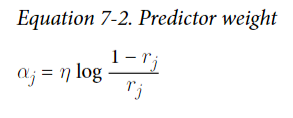 Equation 7-2. Predictor weight
αⱼ = η log (1 − rⱼ) / rⱼ